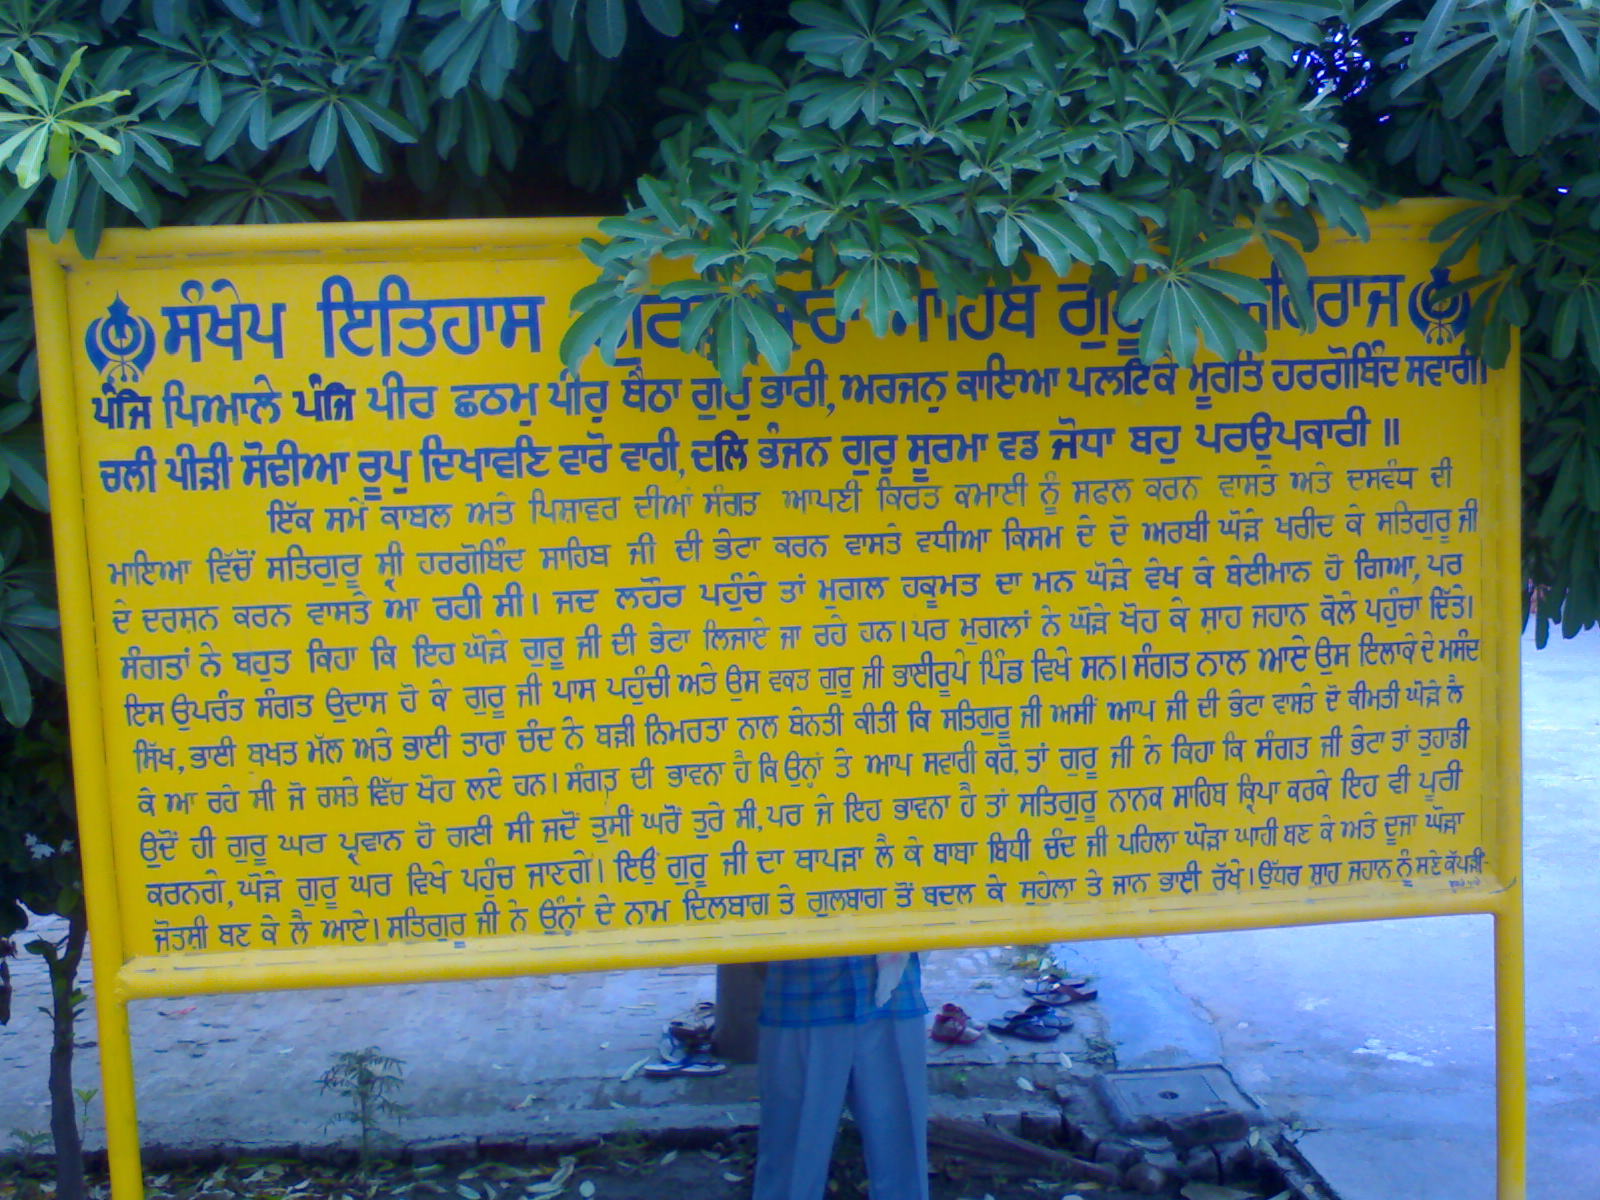 ਸੰਖੇਪ ਇਤਿਹਾਸ ਸਾਹਿਬ
ਪੰਜਿ ਪਿਆਲੇ ਪੰਜਿ ਪੀਰ ਛਠਮੁ ਪੀਰੁ ਬੈਠਾ ਗੁਰੁ ਭਾਰੀ, ਅਰਜਨੁ ਕਾਇਆ ਪਲਟਿਕੈ ਮੂਰਤਿ ਹਰਗੋਬਿੰਦ ਸਵਾਰੀ॥
ਚਲੀ ਪੀੜੀ ਸੋਢੀਆ ਰੂਪੁ ਦਿਖਾਵਣਿ ਵਾਰੋ ਵਾਰੀ, ਦਲਿ ਭੰਜਨ ਗੁਰੁ ਸੂਰਮਾ ਵਡ ਜੋਧਾ ਬਹੁ ਪਰਉਪਕਾਰੀ ॥
ਇੱਕ ਸਮੇਂ ਕਾਬਲ ਅਤੇ ਪਿਸ਼ਾਵਰ ਦੀਆਂ ਸੰਗਤ ਆਪਣੀ ਕਿਰਤ ਕਮਾਈ ਨੂੰ ਸਫਲ ਕਰਨ ਵਾਸਤੇ ਅਤੇ ਦਸਵੰਧ ਦੀ
ਮਾਇਆ ਵਿੱਚੋਂ ਸਤਿਗੁਰੂ ਸ਼੍ਰੀ ਹਰਗੋਬਿੰਦ ਸਾਹਿਬ ਜੀ ਦੀ ਭੇਟਾ ਕਰਨ ਵਾਸਤੇ ਵਧੀਆ ਕਿਸਮ ਦੇ ਦੋ ਅਰਬੀ ਘੋੜੇ ਖਰੀਦ ਕੇ ਸਤਿਗੁਰੂ ਜੀ
ਦੇ ਦਰਸ਼ਨ ਕਰਨ ਵਾਸਤੇ ਆ ਰਹੀ ਸੀ। ਜਦ ਲਹੌਰ ਪਹੁੰਚੇ ਤਾਂ ਮੁਗਲ ਹਕੂਮਤ ਦਾ ਮਨ ਘੋੜੇ ਵੇਖ ਕੇ ਬੇਈਮਾਨ ਹੋ ਗਿਆ, ਪਰ
ਸੰਗਤਾਂ ਨੇ ਬਹੁਤ ਕਿਹਾ ਕਿ ਇਹ ਘੋੜੇ ਗੁਰੂ ਜੀ ਦੀ ਭੇਟਾ ਲਿਜਾਏ ਜਾ ਰਹੇ ਹਨ। ਪਰ ਮੁਗਲਾਂ ਨੇ ਘੋੜੇ ਖੋਹ ਕੇ ਸ਼ਾਹ ਜਹਾਨ ਕੋਲੇ ਪਹੁੰਚਾ ਦਿੱਤੇ।
ਇਸ ਉਪਰੰਤ ਸੰਗਤ ਉਦਾਸ ਹੋ ਕੇ ਗੁਰੂ ਜੀ ਪਾਸ ਪਹੁੰਚੀ ਅਤੇ ਉਸ ਵਕਤ ਗੁਰੂ ਜੀ ਭਾਈਰੂਪੇ ਪਿੰਡ ਵਿਖੇ ਸਨ। ਸੰਗਤ ਨਾਲ ਆਏ ਉਸ ਇਲਾਕੇ ਦੇ ਮਸੰਦ
ਸਿੱਖ, ਭਾਈ ਬਖਤ ਮੱਲ ਅਤੇ ਭਾਈ ਤਾਰਾ ਚੰਦ ਨੇ ਬੜੀ ਨਿਮਰਤਾ ਨਾਲ ਬੇਨਤੀ ਕੀਤੀ ਕਿ ਸਤਿਗੁਰੂ ਜੀ ਅਸੀਂ ਆਪ ਜੀ ਦੀ ਭੇਟਾ ਵਾਸਤੇ ਦੋ ਕੀਮਤੀ ਘੋੜੇ ਲੈ
ਕੇ ਆ ਰਹੇ ਸੀ ਜੋ ਰਸਤੇ ਵਿੱਚ ਖੋਹ ਲਏ ਹਨ। ਸੰਗਤ ਦੀ ਭਾਵਨਾ ਹੈ ਕਿ ਉਨ੍ਹਾਂ ਤੇ ਆਪ ਸਵਾਰੀ ਕਰੋ, ਤਾਂ ਗੁਰੂ ਜੀ ਨੇ ਕਿਹਾ ਕਿ ਸੰਗਤ ਜੀ ਭੇਟਾ ਤਾਂ ਤੁਹਾਡੀ
ਉਦੋਂ ਹੀ ਗੁਰੂ ਘਰ ਪ੍ਰਵਾਨ ਹੋ ਗਈ ਸੀ ਜਦੋਂ ਤੁਸੀਂ ਘਰੋਂ ਤੁਰੇ ਸੀ, ਪਰ ਜੇ ਇਹ ਭਾਵਨਾ ਹੈ ਤਾਂ ਸਤਿਗੁਰੂ ਨਾਨਕ ਸਾਹਿਬ ਕ੍ਰਿਪਾ ਕਰਕੇ ਇਹ ਵੀ ਪੂਰੀ
ਕਰਨਗੇ, ਘੋੜੇ ਗੁਰੂ ਘਰ ਵਿਖੇ ਪਹੁੰਚ ਜਾਣਗੇ। ਇਉਂ ਗੁਰੂ ਜੀ ਦਾ ਥਾਪੜਾ ਲੈ ਕੇ ਬਾਬਾ ਬਿਧੀ ਚੰਦ ਜੀ ਪਹਿਲਾ ਘੋੜਾ ਘਾਹੀ ਬਣ ਕੇ ਅਤੇ ਦੂਜਾ ਘੋੜਾ
ਜੋਤਸ਼ੀ ਬਣ ਕੇ ਲੈ ਆਏ। ਸਤਿਗੁਰੂ ਜੀ ਨੇ ਉਨ੍ਹਾਂ ਦੇ ਨਾਮ ਦਿਲਬਾਗ ਤੇ ਗੁਲਬਾਗ ਤੋਂ ਬਦਲ ਕੇ ਸੁਹੇਲਾ ਤੇ ਜਾਨ ਭਾਈ ਰੱਖੇ। ਉੱਧਰ ਸ਼ਾਹ ਜਹਾਨ ਨੂੰ ਸਣੇ